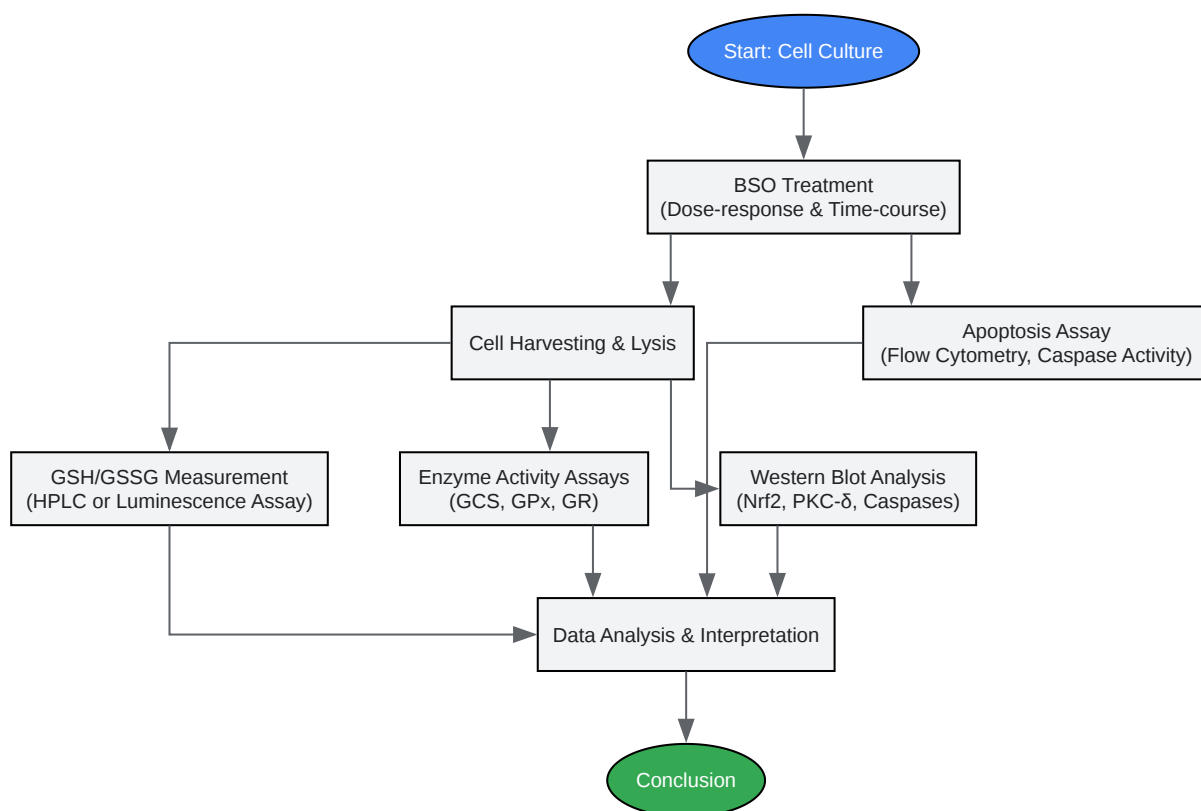 Start: Cell Culture
BSO Treatment
(Dose-response & Time-course)
Cell Harvesting & Lysis
Apoptosis Assay
(Flow Cytometry, Caspase Activity)
GSH/GSSG Measurement
(HPLC or Luminescence Assay)
Enzyme Activity Assays
(GCS, GPx, GR)
Western Blot Analysis
(Nrf2, PKC-δ, Caspases)
Data Analysis & Interpretation
Conclusion